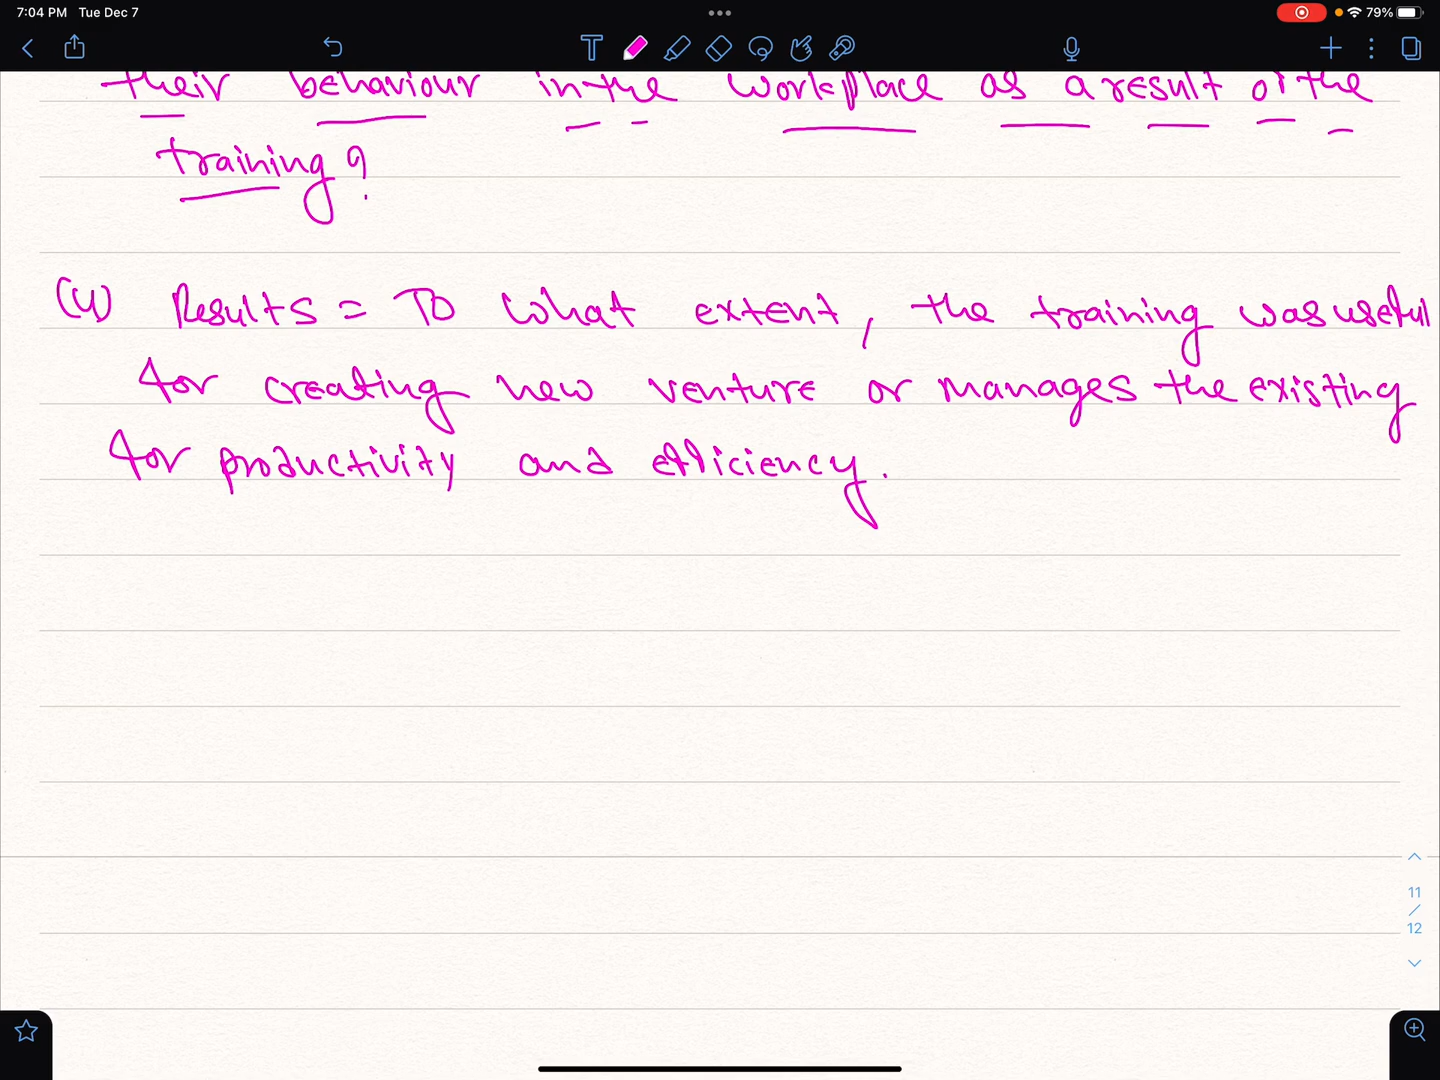 7:04 PM Tue Dec 7
79%
their behaviour in the workplace as a result of the
training?
(4) Results = To what extent, the training was useful
for creating new venture or manages the existing
for productivity and efficiency.
11
/
12